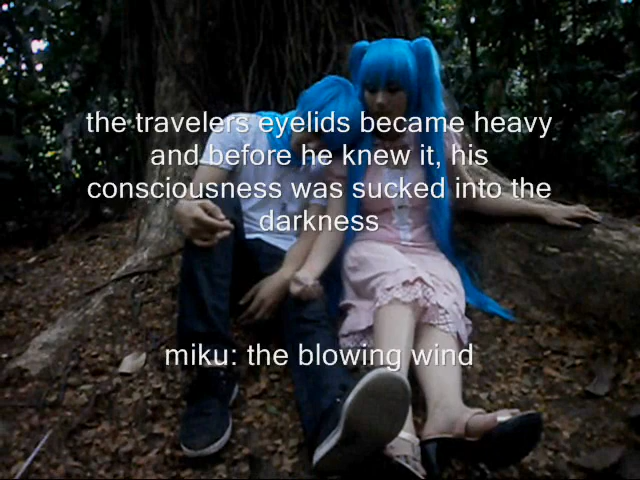 the travelers eyelids became heavy
and before he knew it, his
consciousness was sucked into the
darkness
miku: the blowing wind